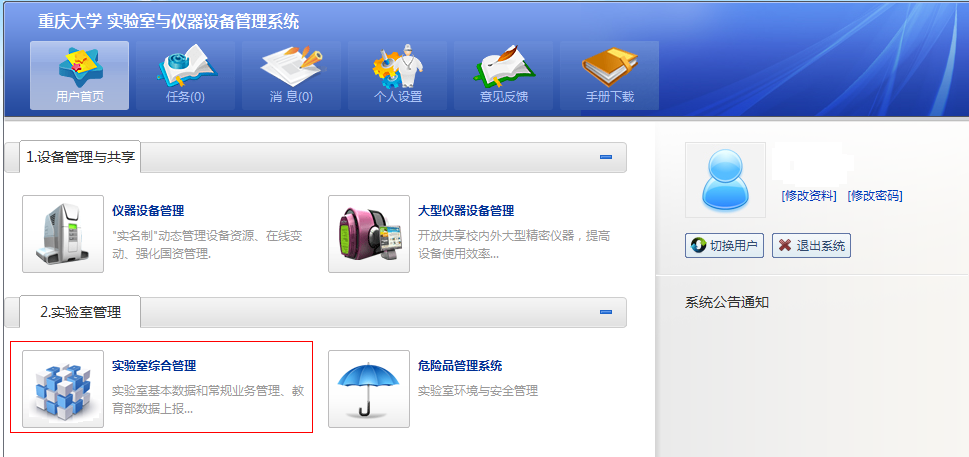 重庆大学 实验室与仪器设备管理系统
用户首页 任务(0) 消 息(0) 个人设置 意见反馈 手册下载
1.设备管理与共享
仪器设备管理
"实名制"动态管理设备资源、在线变
动、强化国资管理.
大型仪器设备管理
开放共享校内外大型精密仪器，提高
设备使用效率...
2.实验室管理
实验室综合管理
实验室基本数据和常规业务管理、教
育部数据上报...
危险品管理系统
实验室环境与安全管理
[修改资料] [修改密码]
切换用户 退出系统
系统公告通知